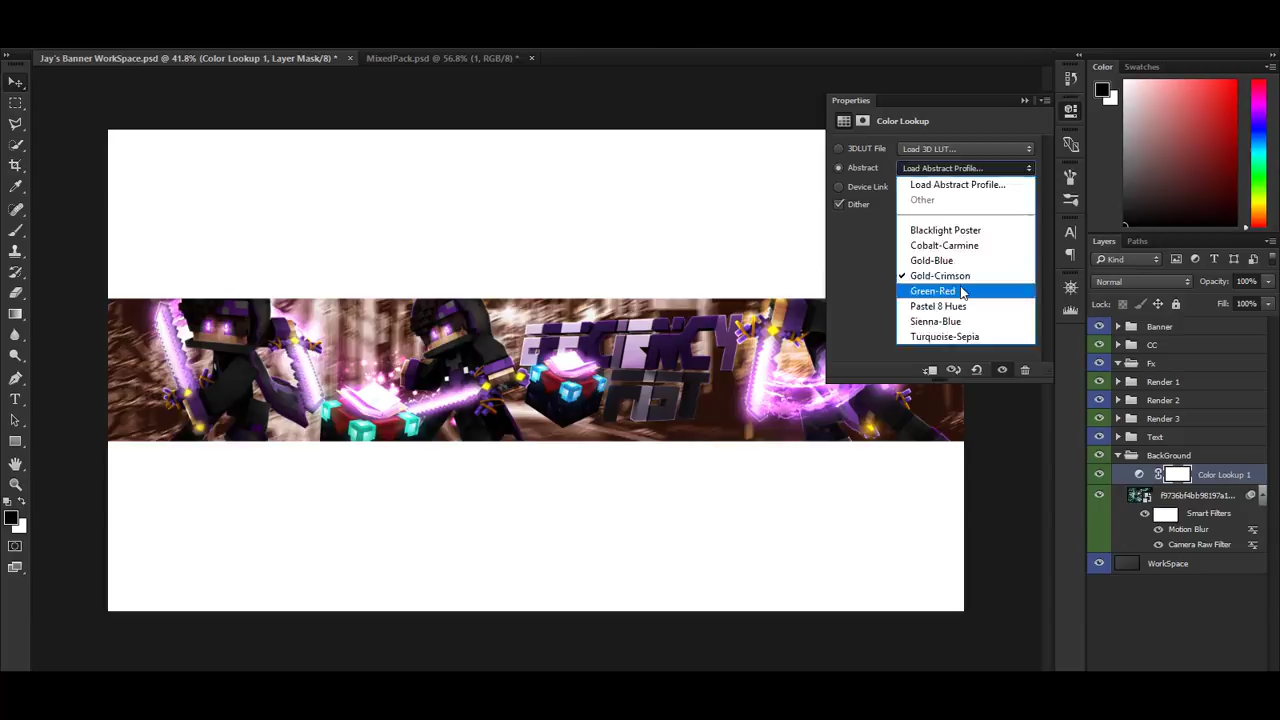 Jay's Banner WorkSpace.psd @ 41.8% (Color Lookup 1, Layer Mask/8) *
MixedPack.psd @ 56.8% (1, RGB/8) *
Properties
Color Lookup
3DLUT File
Load 3D LUT...
Abstract
Load Abstract Profile...
Device Link
Dither
Load Abstract Profile...
Other
Blacklight Poster
Cobalt-Carmine
Gold-Blue
Gold-Crimson
Green-Red
Pastel 8 Hues
Sienna-Blue
Turquoise-Sepia
Color
Swatches
Layers
Paths
Kind
Normal
Opacity:
100%
Lock:
Fill:
100%
Banner
CC
Fx
Render 1
Render 2
Render 3
Text
BackGround
Color Lookup 1
f9736bf4bb98197a1...
Smart Filters
Motion Blur
Camera Raw Filter
WorkSpace